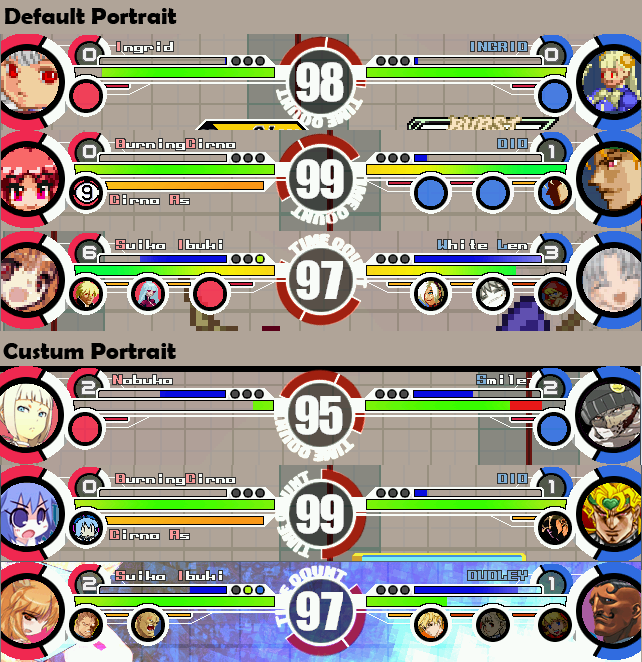 Default Portrait
Ingrid
INGRID
0
0
98
TIME COUNT
BURST
BurningCirno
DIO
0
1
99
9
TIME COUNT
Cirno As
TIME COUNT
Suika Ibuki
White Len
6
3
97
Custum Portrait
Nobuko
Smile
2
2
95
TIME COUNT
BurningCirno
DIO
0
1
99
TIME COUNT
Cirno As
TIME COUNT
Suika Ibuki
DUDLEY
2
1
97